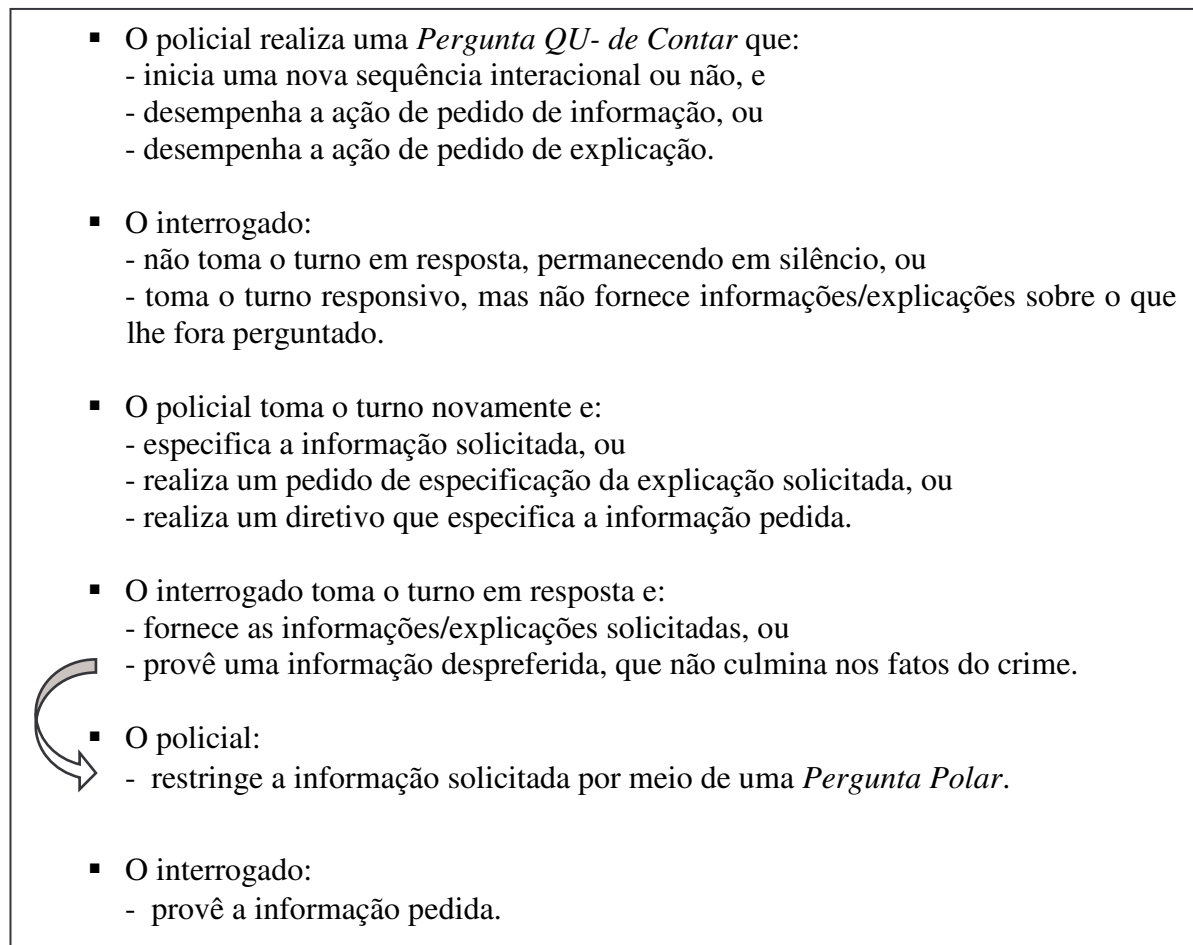 ▪ O policial realiza uma Pergunta QU- de Contar que:
- inicia uma nova sequência interacional ou não, e
- desempenha a ação de pedido de informação, ou
- desempenha a ação de pedido de explicação.
▪ O interrogado:
- não toma o turno em resposta, permanecendo em silêncio, ou
- toma o turno responsivo, mas não fornece informações/explicações sobre o que
lhe fora perguntado.
▪ O policial toma o turno novamente e:
- especifica a informação solicitada, ou
- realiza um pedido de especificação da explicação solicitada, ou
- realiza um diretivo que especifica a informação pedida.
▪ O interrogado toma o turno em resposta e:
- fornece as informações/explicações solicitadas, ou
- provê uma informação despreferida, que não culmina nos fatos do crime.
▪ O policial:
- restringe a informação solicitada por meio de uma Pergunta Polar.
▪ O interrogado:
- provê a informação pedida.